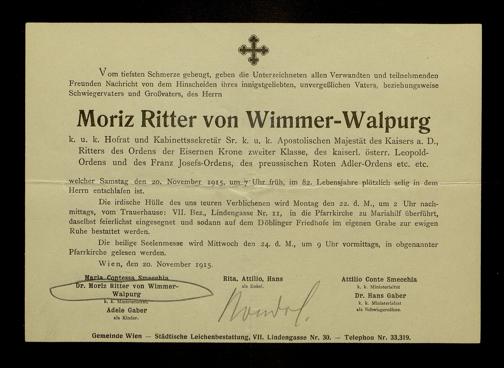 Vom tiefsten Schmerze gebeugt, geben die Unterzeichneten allen Verwandten und teilnehmenden
Freunden Nachricht von dem Hinscheiden ihres innigstgeliebten, unvergeßlichen Vaters, beziehungsweise
Schwiegervaters und Großvaters, des Herrn
Moriz Ritter von Wimmer-Walpurg
k. u. k. Hofrat und Kabinettssekretär Sr. k. u. k. Apostolischen Majestät des Kaisers a. D.,
Ritters des Ordens der Eisernen Krone zweiter Klasse, des kaiserl. österr. Leopold-
Ordens und des Franz Josefs-Ordens, des preussischen Roten Adler-Ordens etc. etc.
welcher Samstag den 20. November 1915, um 7 Uhr früh, im 82. Lebensjahre plötzlich selig in dem
Herrn entschlafen ist.
Die irdische Hülle des uns teuren Verblichenen wird Montag den 22. d. M., um 2 Uhr nach-
mittags, vom Trauerhause: VII. Bez., Lindengasse Nr. 11, in die Pfarrkirche zu Mariahilf überführt,
daselbst feierlichst eingesegnet und sodann auf dem Döblinger Friedhofe im eigenen Grabe zur ewigen
Ruhe bestattet werden.
Die heilige Seelenmesse wird Mittwoch den 24. d. M., um 9 Uhr vormittags, in obgenannter
Pfarrkirche gelesen werden.
Wien, den 20. November 1915.
Maria Contessa Smecchia
Dr. Moriz Ritter von Wimmer-
Walpurg
k. k. Ministerialrat
Adele Gaber
als Kinder.
Rita, Attilio, Hans
als Enkel.
Attilio Conte Smecchia
k. k. Ministerialrat
Dr. Hans Gaber
k. k. Ministerialrat
als Schwiegersöhne.
Gemeinde Wien — Städtische Leichenbestattung, VII. Lindengasse Nr. 30. — Telephon Nr. 33,319.